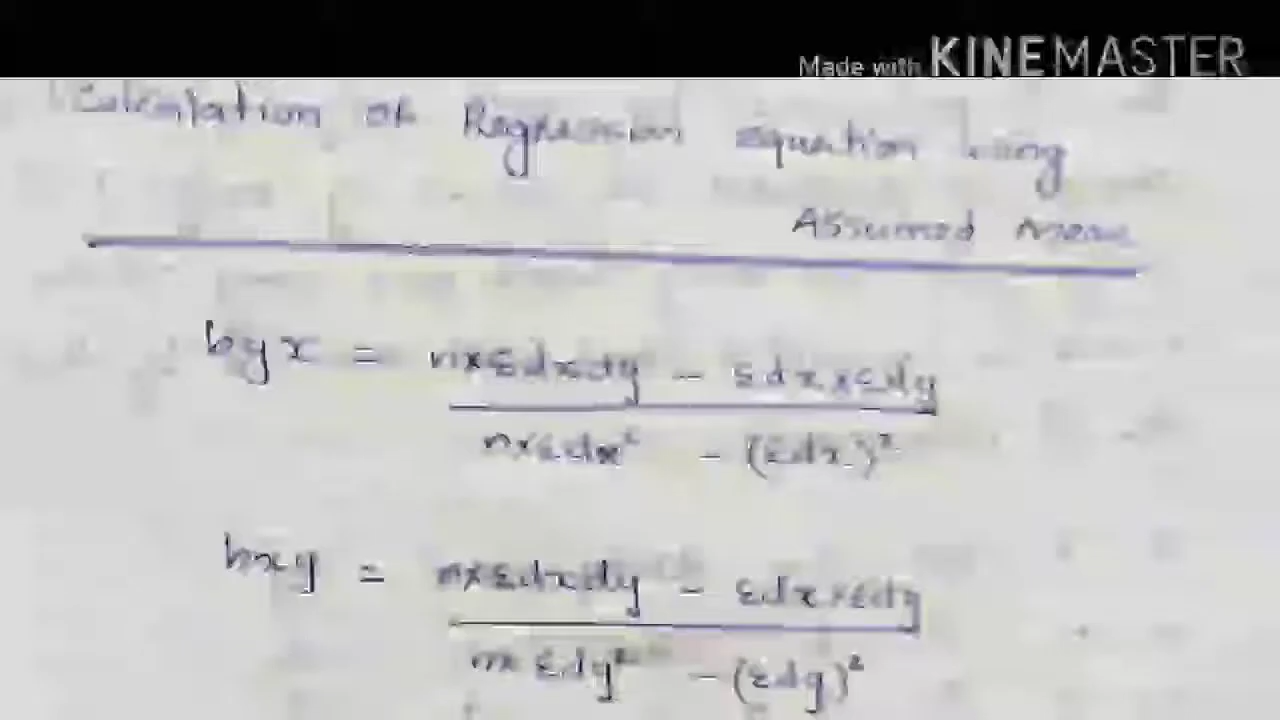 Made with KINEMASTER
Calculation of Regression equation using
Assumed mean
byx = n×Σdxdy - Σdx×Σdy
n×Σdx² - (Σdx)²
bxy = n×Σdxdy - Σdx×Σdy
n×Σdy² - (Σdy)²